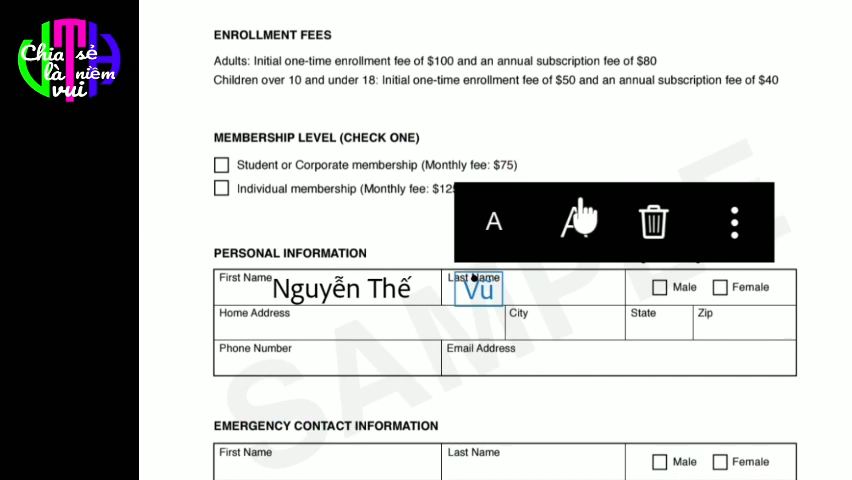 Chia sẻ
là niềm
vui
ENROLLMENT FEES
Adults: Initial one-time enrollment fee of $100 and an annual subscription fee of $80
Children over 10 and under 18: Initial one-time enrollment fee of $50 and an annual subscription fee of $40
MEMBERSHIP LEVEL (CHECK ONE)
Student or Corporate membership (Monthly fee: $75)
Individual membership (Monthly fee:
A A
PERSONAL INFORMATION
First Name Nguyễn Thế Last Name Vu Male Female
Home Address City State Zip
Phone Number Email Address
EMERGENCY CONTACT INFORMATION
First Name Last Name Male Female
SAMPLE